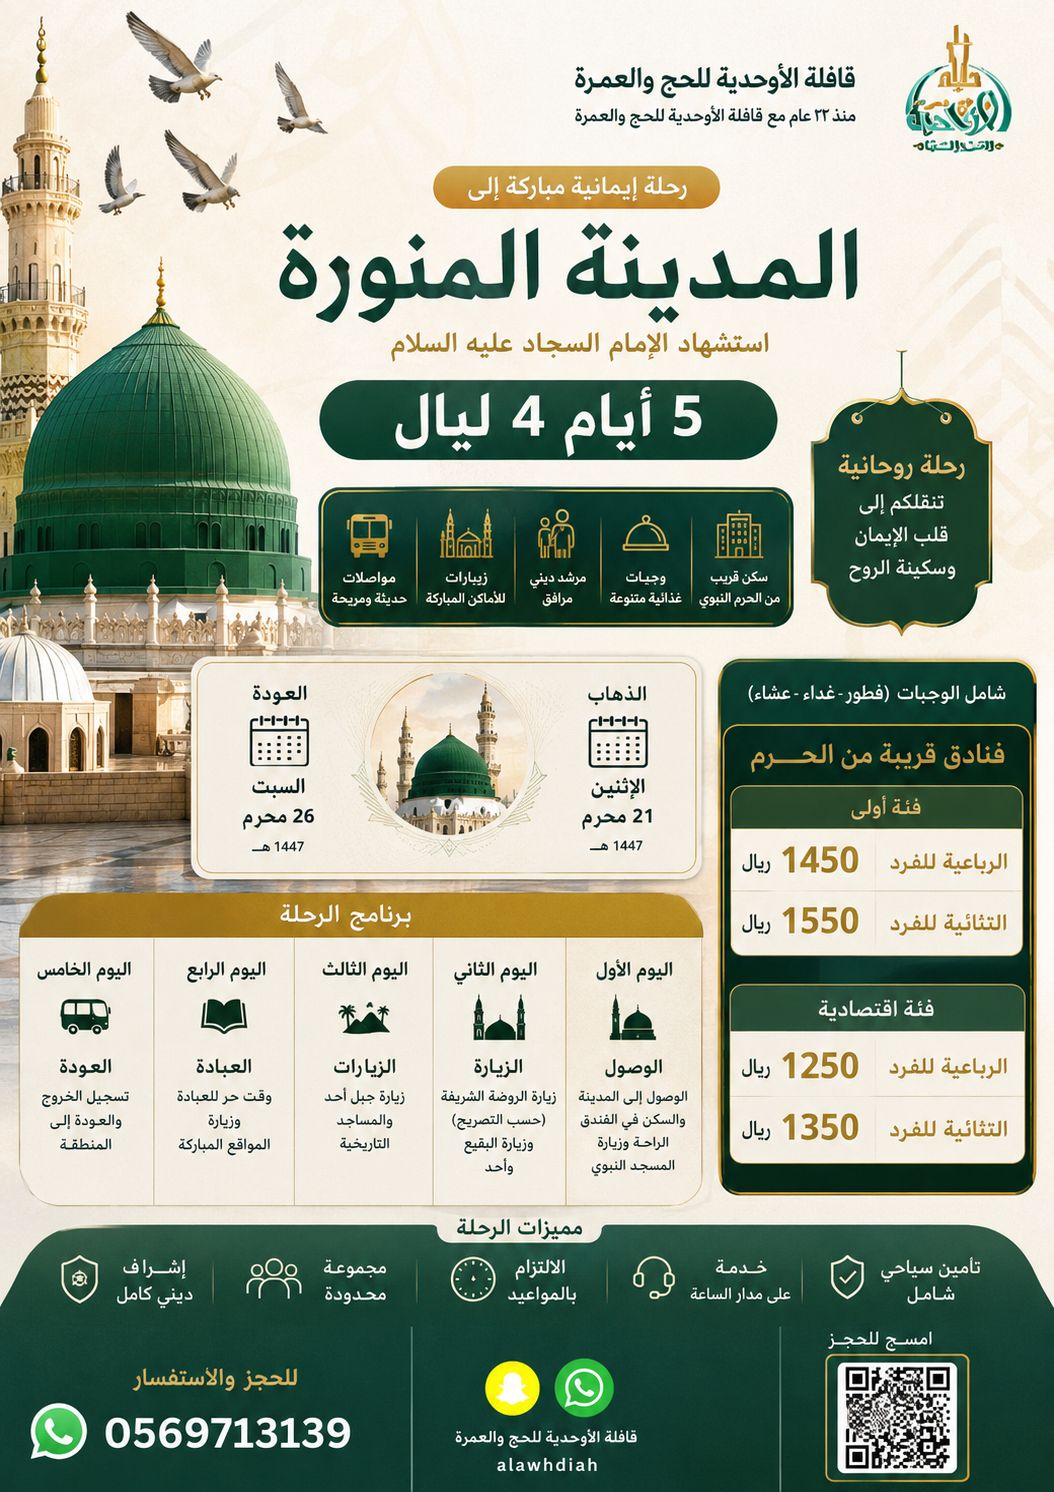 قافلة الأوحدية للحج والعمرة
منذ ٢٢ عام مع قافلة الأوحدية للحج والعمرة
رحلة إيمانية مباركة إلى
المدينة المنورة
استشهاد الإمام السجاد عليه السلام
5 أيام 4 ليال
رحلة روحانية
تنقلكم إلى
قلب الإيمان
وسكينة الروح
سكن قريب
من الحرم النبوي
وجبات
غذائية متنوعة
مرشد ديني
مرافق
زيبارات
للأماكن المباركة
مواصلات
حديثة ومريحة
الذهاب
الإثنين
21 محرم
1447 هـ
العودة
السبت
26 محرم
1447 هـ
شامل الوجبات (فطور - غداء - عشاء)
فنادق قريبة من الحـــرم
فئة أولى
الرباعية للفرد 1450 ريال
الثنائية للفرد 1550 ريال
فئة اقتصادية
الرباعية للفرد 1250 ريال
الثنائية للفرد 1350 ريال
برنامج الرحلة
اليوم الأول
الوصول
الوصول إلى المدينة
والسكن في الفندق
الراحة وزيارة
المسجد النبوي
اليوم الثاني
الزيارة
زيارة الروضة الشريفة
(حسب التصريح)
وزيارة البقيع
وأحد
اليوم الثالث
الزيارات
زيارة جبل أحد
والمساجد
التاريخية
اليوم الرابع
العبادة
وقت حر للعبادة
وزيارة
المواقع المباركة
اليوم الخامس
العودة
تسجيل الخروج
والعودة إلى
المنطقة
مميزات الرحلة
تأمين سياحي
شامل
خـدمـة
على مدار الساعة
الالتزام
بالمواعيد
مجموعة
محدودة
إشــراف
ديني كامل
امسـح للحجـز
قافلة الأوحدية للحج والعمرة
alawhdiah
للحجز والأستفسار
0569713139